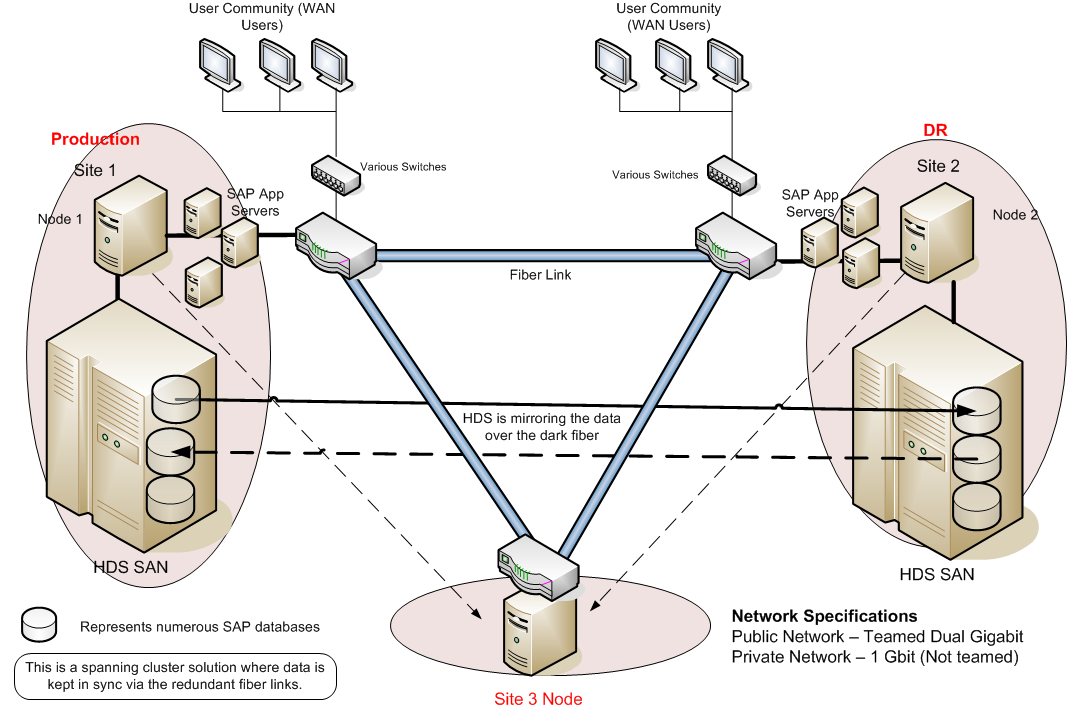 User Community (WAN
Users)
User Community
(WAN Users)
Production
DR
Various Switches
Various Switches
Site 1
Site 2
SAP App
Servers
SAP App
Servers
Node 1
Node 2
Fiber Link
HDS is mirroring the data
over the dark fiber
HDS SAN
HDS SAN
Represents numerous SAP databases
This is a spanning cluster solution where data is
kept in sync via the redundant fiber links.
Network Specifications
Public Network – Teamed Dual Gigabit
Private Network – 1 Gbit (Not teamed)
Site 3 Node